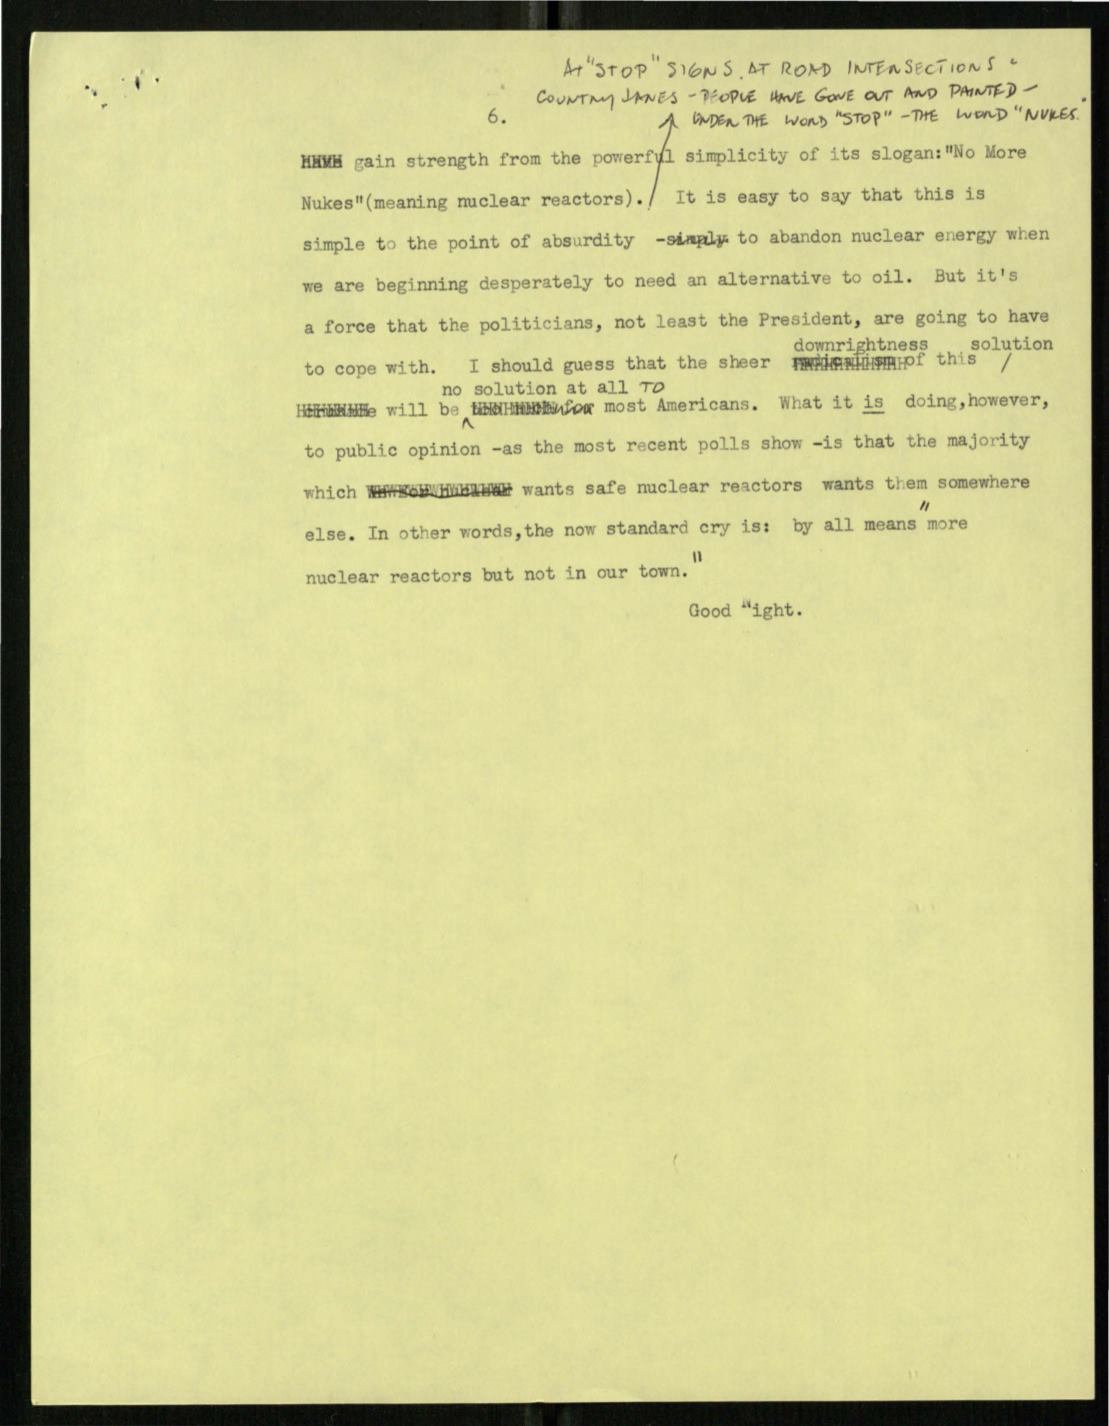 At "STOP" SIGNS AT ROAD INTERSECTIONS -
COUNTRY LANES - PEOPLE HAVE GONE OUT AND PAINTED -
6.
UNDER THE WORD "STOP" - THE WORD "NUKES".
gain strength from the powerful simplicity of its slogan:"No More
Nukes"(meaning nuclear reactors). It is easy to say that this is
simple to the point of absurdity -simply to abandon nuclear energy when
we are beginning desperately to need an alternative to oil. But it's
a force that the politicians, not least the President, are going to have
downrightness solution
to cope with. I should guess that the sheer radicalism of this /
no solution at all TO
will be for most Americans. What it is doing,however,
to public opinion -as the most recent polls show -is that the majority
which wants safe nuclear reactors wants them somewhere
else. In other words,the now standard cry is: by all means "more
nuclear reactors but not in our town."
Good Night.